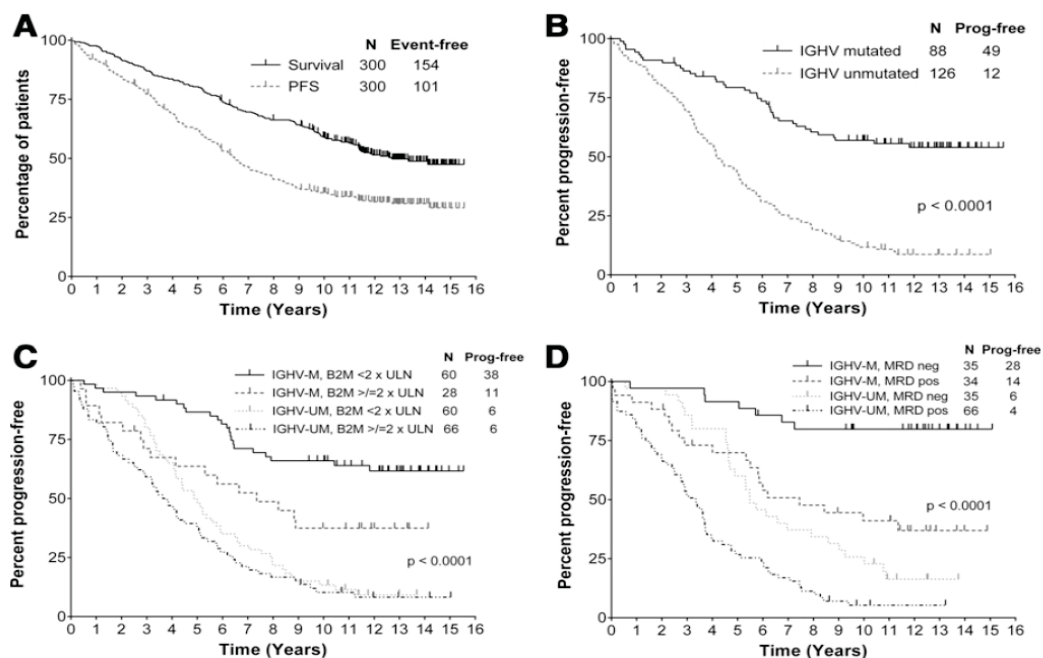 A
N Event-free
Survival 300 154
PFS 300 101
Percentage of patients
100
75
50
25
0
0 1 2 3 4 5 6 7 8 9 10 11 12 13 14 15 16
Time (Years)
B
N Prog-free
IGHV mutated 88 49
IGHV unmutated 126 12
Percent progression-free
100
75
50
25
0
p < 0.0001
0 1 2 3 4 5 6 7 8 9 10 11 12 13 14 15 16
Time (Years)
C
N Prog-free
IGHV-M, B2M <2 x ULN 60 38
IGHV-M, B2M >/=2 x ULN 28 11
IGHV-UM, B2M <2 x ULN 60 6
IGHV-UM, B2M >/=2 x ULN 66 6
Percent progression-free
100
75
50
25
0
p < 0.0001
0 1 2 3 4 5 6 7 8 9 10 11 12 13 14 15 16
Time (Years)
D
N Prog-free
IGHV-M, MRD neg 35 28
IGHV-M, MRD pos 34 14
IGHV-UM, MRD neg 35 6
IGHV-UM, MRD pos 66 4
Percent progression-free
100
75
50
25
0
p < 0.0001
0 1 2 3 4 5 6 7 8 9 10 11 12 13 14 15 16
Time (Years)